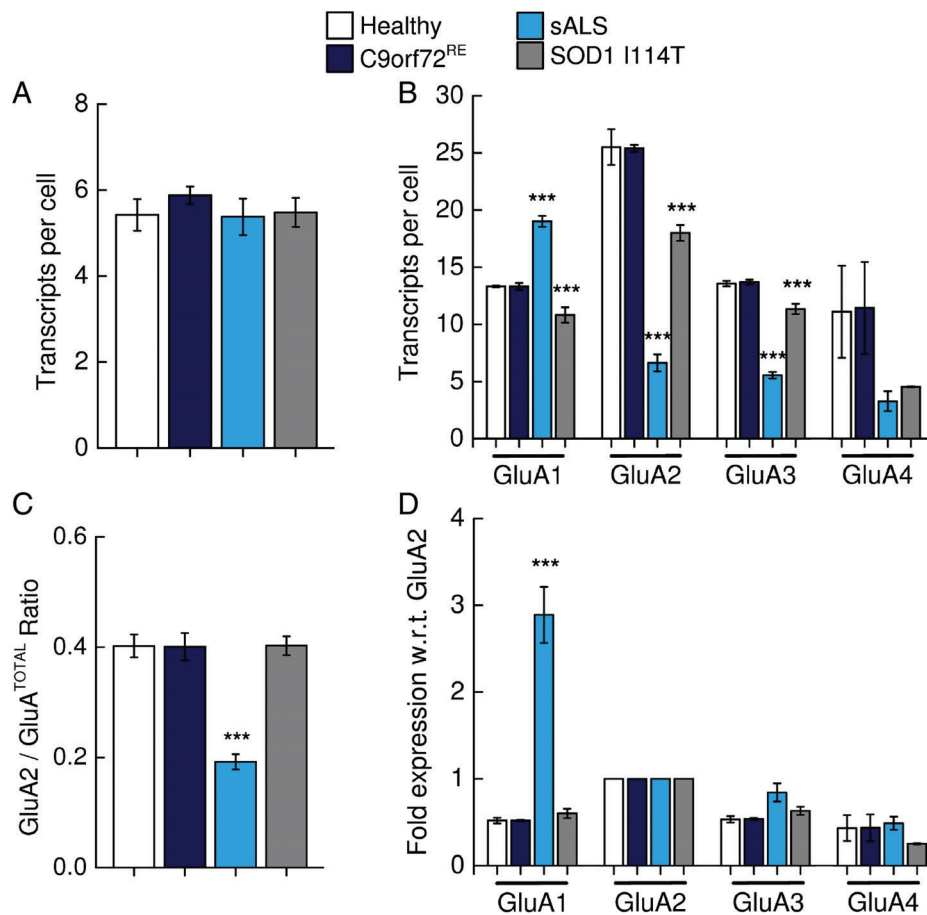 Healthy
sALS
C9orf72^RE
SOD1 I114T
A
Transcripts per cell
8
6
4
2
0
B
Transcripts per cell
30
25
20
15
10
5
0
***
***
***
***
***
***
GluA1
GluA2
GluA3
GluA4
C
GluA2 / GluA^TOTAL Ratio
0.6
0.4
0.2
0.0
***
D
Fold expression w.r.t. GluA2
4
3
2
1
0
***
GluA1
GluA2
GluA3
GluA4